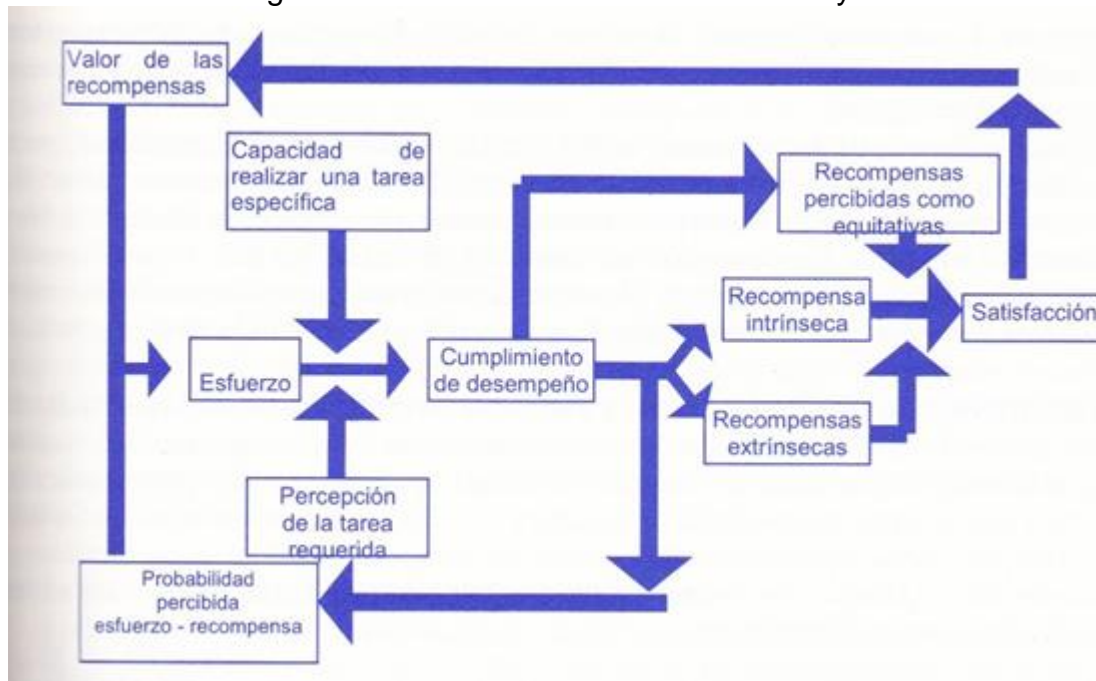 Valor de las
recompensas
Capacidad de
realizar una tarea
específica
Recompensas
percibidas como
equitativas
Recompensa
intrínseca
Satisfacción
Esfuerzo
Cumplimiento
de desempeño
Recompensas
extrínsecas
Percepción
de la tarea
requerida
Probabilidad
percibida
esfuerzo - recompensa